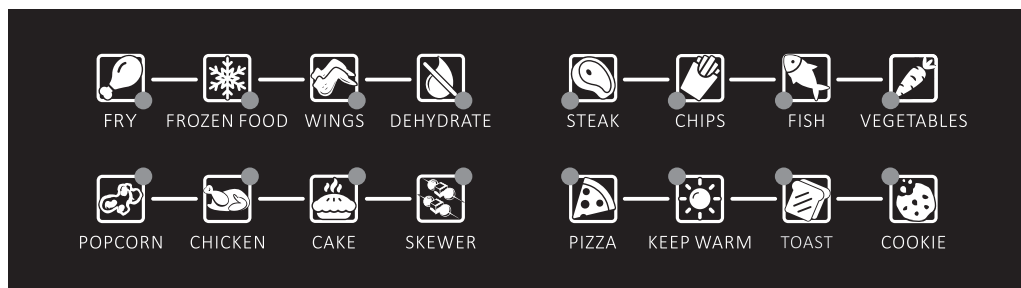 FRY FROZEN FOOD WINGS DEHYDRATE STEAK CHIPS FISH VEGETABLES
POPCORN CHICKEN CAKE SKEWER PIZZA KEEP WARM TOAST COOKIE